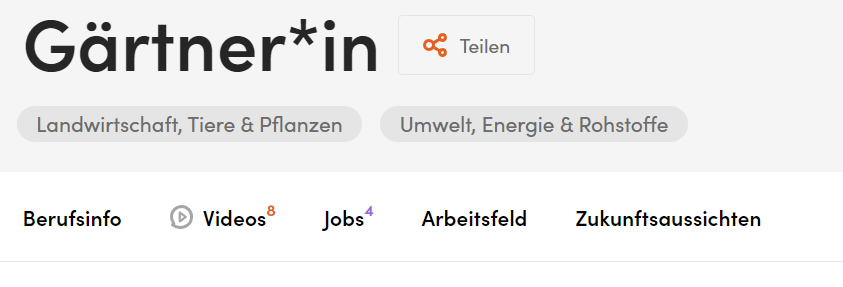 Gärtner*in
Teilen
Landwirtschaft, Tiere & Pflanzen
Umwelt, Energie & Rohstoffe
Berufsinfo Videos8 Jobs4 Arbeitsfeld Zukunftsaussichten